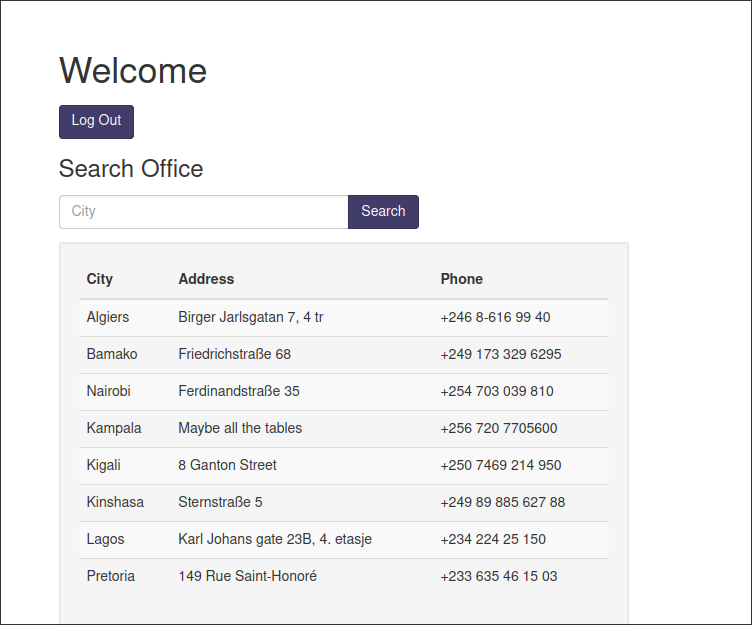 Welcome
Log Out
Search Office
City Search
City Address Phone
Algiers Birger Jarlsgatan 7, 4 tr +246 8-616 99 40
Bamako Friedrichstraße 68 +249 173 329 6295
Nairobi Ferdinandstraße 35 +254 703 039 810
Kampala Maybe all the tables +256 720 7705600
Kigali 8 Ganton Street +250 7469 214 950
Kinshasa Sternstraße 5 +249 89 885 627 88
Lagos Karl Johans gate 23B, 4. etasje +234 224 25 150
Pretoria 149 Rue Saint-Honoré +233 635 46 15 03